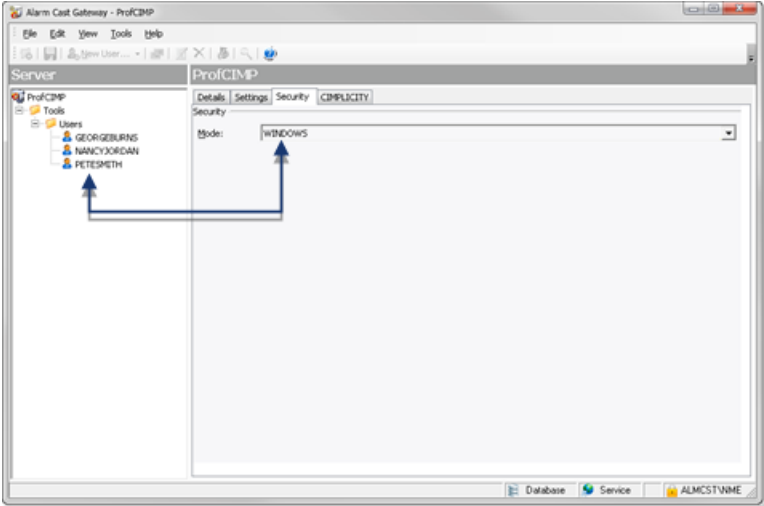 Alarm Cast Gateway - ProfCIMP
File Edit View Tools Help
New User...
Server
ProfCIMP
ProfCIMP
Tools
Users
GEORGEBURNS
NANCYJORDAN
PETESMITH
Details Settings Security CIMPLICITY
Security
Mode: WINDOWS
Database Service ALMCST\NME